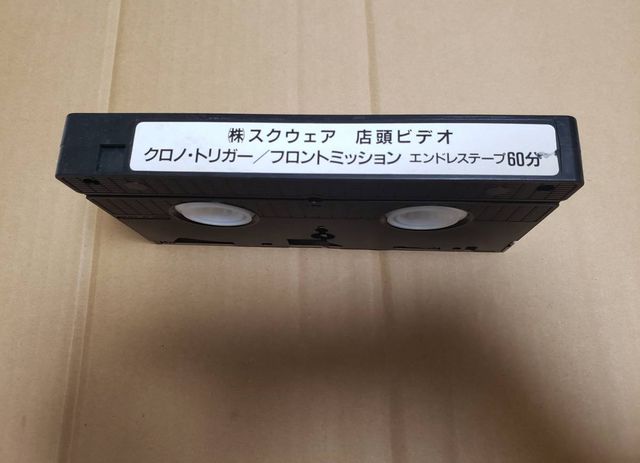 ㈱スクウェア 店頭ビデオ
クロノ・トリガー／フロントミッション エンドレステープ60分